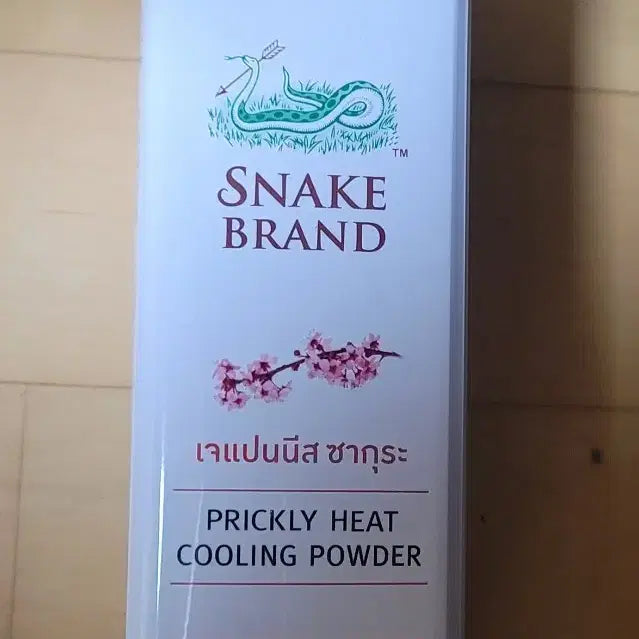 TM
SNAKE
BRAND
เจแปนนีส ซากุระ
PRICKLY HEAT
COOLING POWDER